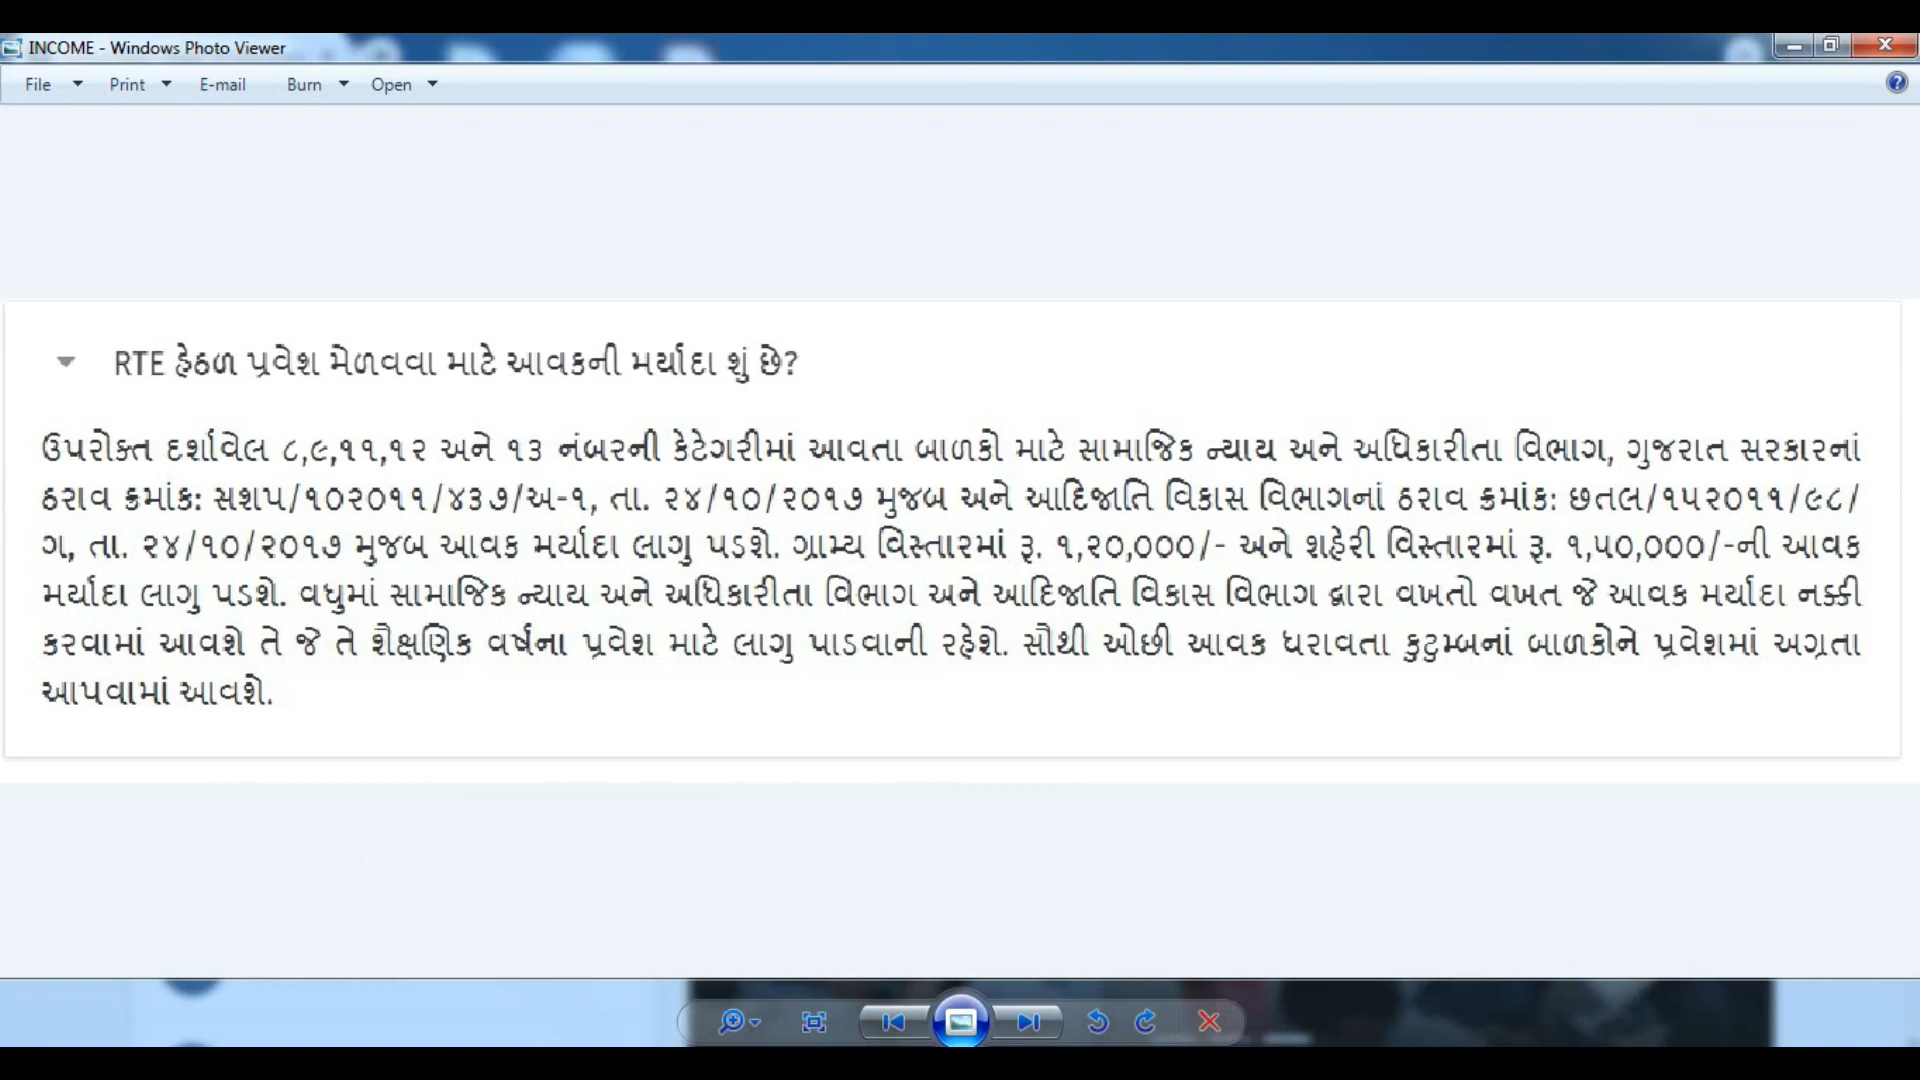 INCOME - Windows Photo Viewer
File Print E-mail Burn Open
RTE હેઠળ પ્રવેશ મેળવવા માટે આવકની મર્યાદા શું છે?
ઉપરોક્ત દર્શાવેલ ૮,૯,૧૧,૧૨ અને ૧૩ નંબરની કેટેગરીમાં આવતા બાળકો માટે સામાજિક ન્યાય અને અધિકારીતા વિભાગ, ગુજરાત સરકારનાં
ઠરાવ ક્રમાંક: સશપ/૧૦૨૦૧૧/૪૩૭/અ-૧, તા. ૨૪/૧૦/૨૦૧૭ મુજબ અને આદિજાતિ વિકાસ વિભાગનાં ઠરાવ ક્રમાંક: છતલ/૧૫૨૦૧૧/૯૮/
ગ, તા. ૨૪/૧૦/૨૦૧૭ મુજબ આવક મર્યાદા લાગુ પડશે. ગ્રામ્ય વિસ્તારમાં રૂ. ૧,૨૦,૦૦૦/- અને શહેરી વિસ્તારમાં રૂ. ૧,૫૦,૦૦૦/-ની આવક
મર્યાદા લાગુ પડશે. વધુમાં સામાજિક ન્યાય અને અધિકારીતા વિભાગ અને આદિજાતિ વિકાસ વિભાગ દ્વારા વખતો વખત જે આવક મર્યાદા નક્કી
કરવામાં આવશે તે જે તે શૈક્ષણિક વર્ષના પ્રવેશ માટે લાગુ પાડવાની રહેશે. સૌથી ઓછી આવક ધરાવતા કુટુમ્બનાં બાળકોને પ્રવેશમાં અગ્રતા
આપવામાં આવશે.